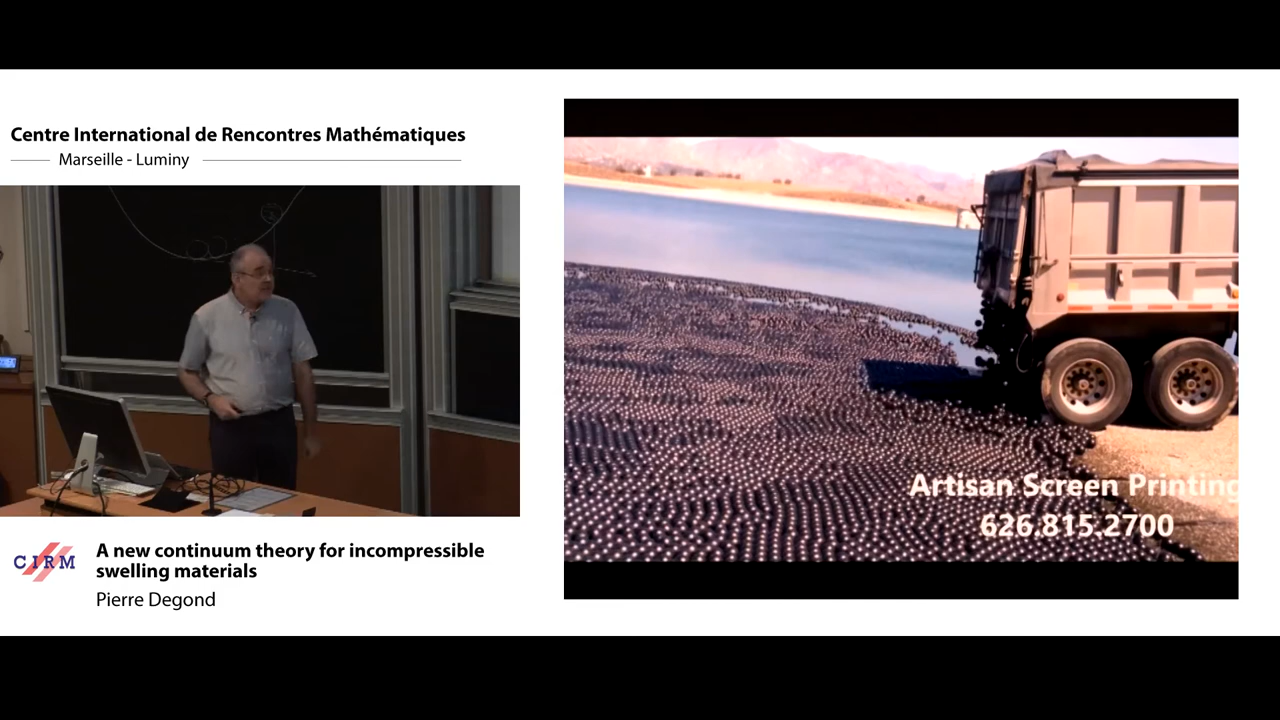 Centre International de Rencontres Mathématiques
Marseille - Luminy
CIRM
A new continuum theory for incompressible
swelling materials
Pierre Degond
Artisan Screen Printing
626.815.2700